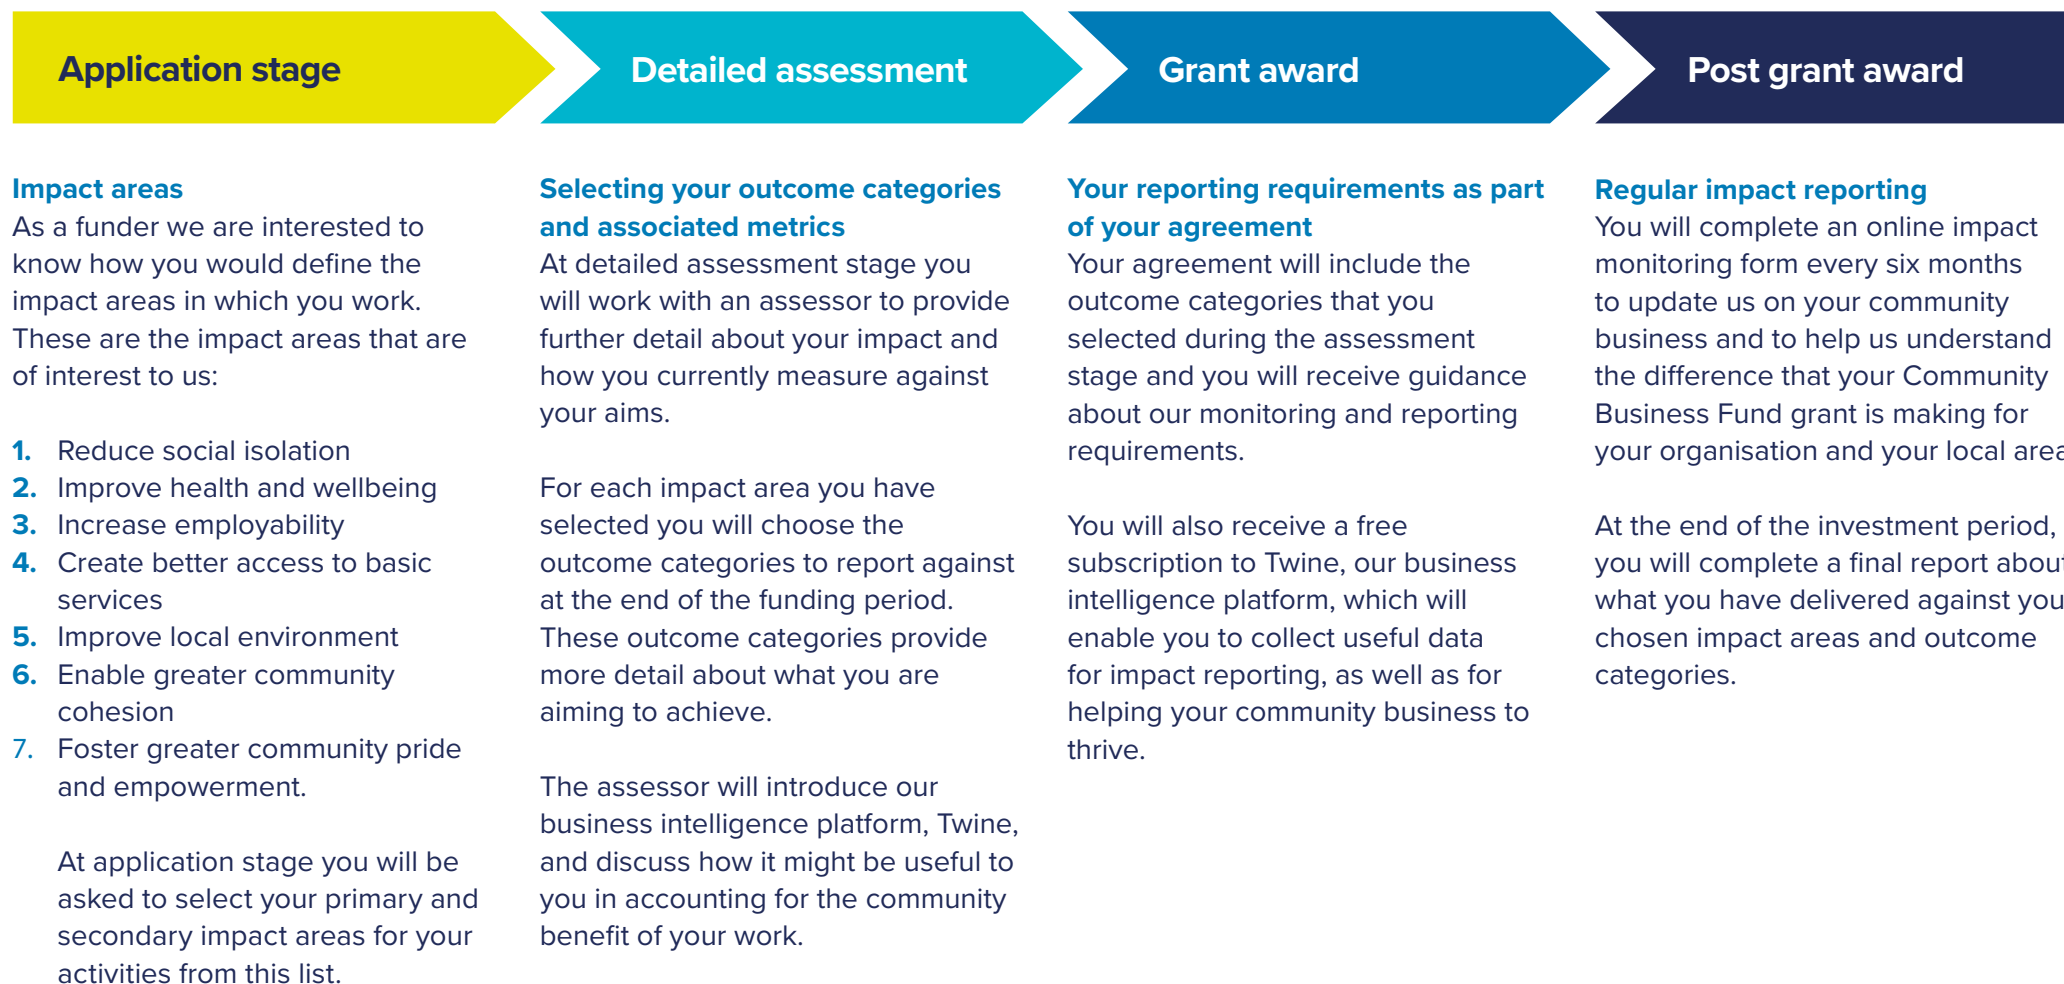 Application stage
Detailed assessment
Grant award
Post grant award
Impact areas
As a funder we are interested to
know how you would define the
impact areas in which you work.
These are the impact areas that are
of interest to us:
1. Reduce social isolation
2. Improve health and wellbeing
3. Increase employability
4. Create better access to basic
services
5. Improve local environment
6. Enable greater community
cohesion
7. Foster greater community pride
and empowerment.
At application stage you will be
asked to select your primary and
secondary impact areas for your
activities from this list.
Selecting your outcome categories
and associated metrics
At detailed assessment stage you
will work with an assessor to provide
further detail about your impact and
how you currently measure against
your aims.
For each impact area you have
selected you will choose the
outcome categories to report against
at the end of the funding period.
These outcome categories provide
more detail about what you are
aiming to achieve.
The assessor will introduce our
business intelligence platform, Twine,
and discuss how it might be useful to
you in accounting for the community
benefit of your work.
Your reporting requirements as part
of your agreement
Your agreement will include the
outcome categories that you
selected during the assessment
stage and you will receive guidance
about our monitoring and reporting
requirements.
You will also receive a free
subscription to Twine, our business
intelligence platform, which will
enable you to collect useful data
for impact reporting, as well as for
helping your community business to
thrive.
Regular impact reporting
You will complete an online impact
monitoring form every six months
to update us on your community
business and to help us understand
the difference that your Community
Business Fund grant is making for
your organisation and your local area
At the end of the investment period,
you will complete a final report about
what you have delivered against you
chosen impact areas and outcome
categories.